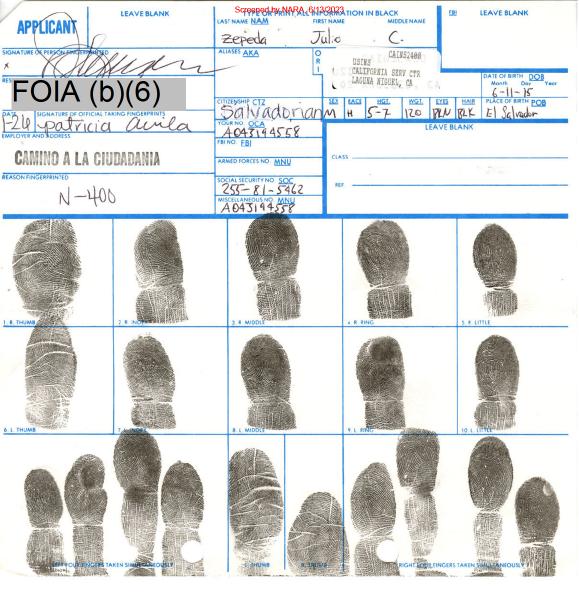 Screened by NARA, 6/13/2023
APPLICANT
LEAVE BLANK
TYPE OR PRINT ALL INFORMATION IN BLACK
LAST NAME NAM FIRST NAME MIDDLE NAME
FBI LEAVE BLANK
Zepeda Julio C.
SIGNATURE OF PERSON FINGERPRINTED
x
ALIASES AKA
O
R
I
CAINS2400
USINS
CALIFORNIA SERV CTR
LAGUNA NIGUEL, CA
DATE OF BIRTH DOB
Month Day Year
6-11-15
FOIA (b)(6)
CITIZENSHIP CTZ
SEX RACE HGT. WGT. EYES HAIR PLACE OF BIRTH POB
Salvadorian M H 5-7 120 BLK El Salvador
DATE SIGNATURE OF OFFICIAL TAKING FINGERPRINTS
1-26 patricia avila
YOUR NO. OCA
A043194558
LEAVE BLANK
EMPLOYER AND ADDRESS
FBI NO. FBI
CAMINO A LA CIUDADANIA
CLASS
ARMED FORCES NO. MNU
REASON FINGERPRINTED
SOCIAL SECURITY NO. SOC
255-81-5462
REF.
N-400
MISCELLANEOUS NO. MNU
A043194558
1. R. THUMB 2. R. INDEX 3. R. MIDDLE 4. R. RING 5. R. LITTLE
6. L. THUMB 7. L. INDEX 8. L. MIDDLE 9. L. RING 10. L. LITTLE
LEFT FOUR FINGERS TAKEN SIMULTANEOUSLY L. THUMB R. THUMB RIGHT FOUR FINGERS TAKEN SIMULTANEOUSLY